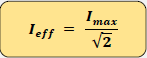 I_eff = I_max / √2